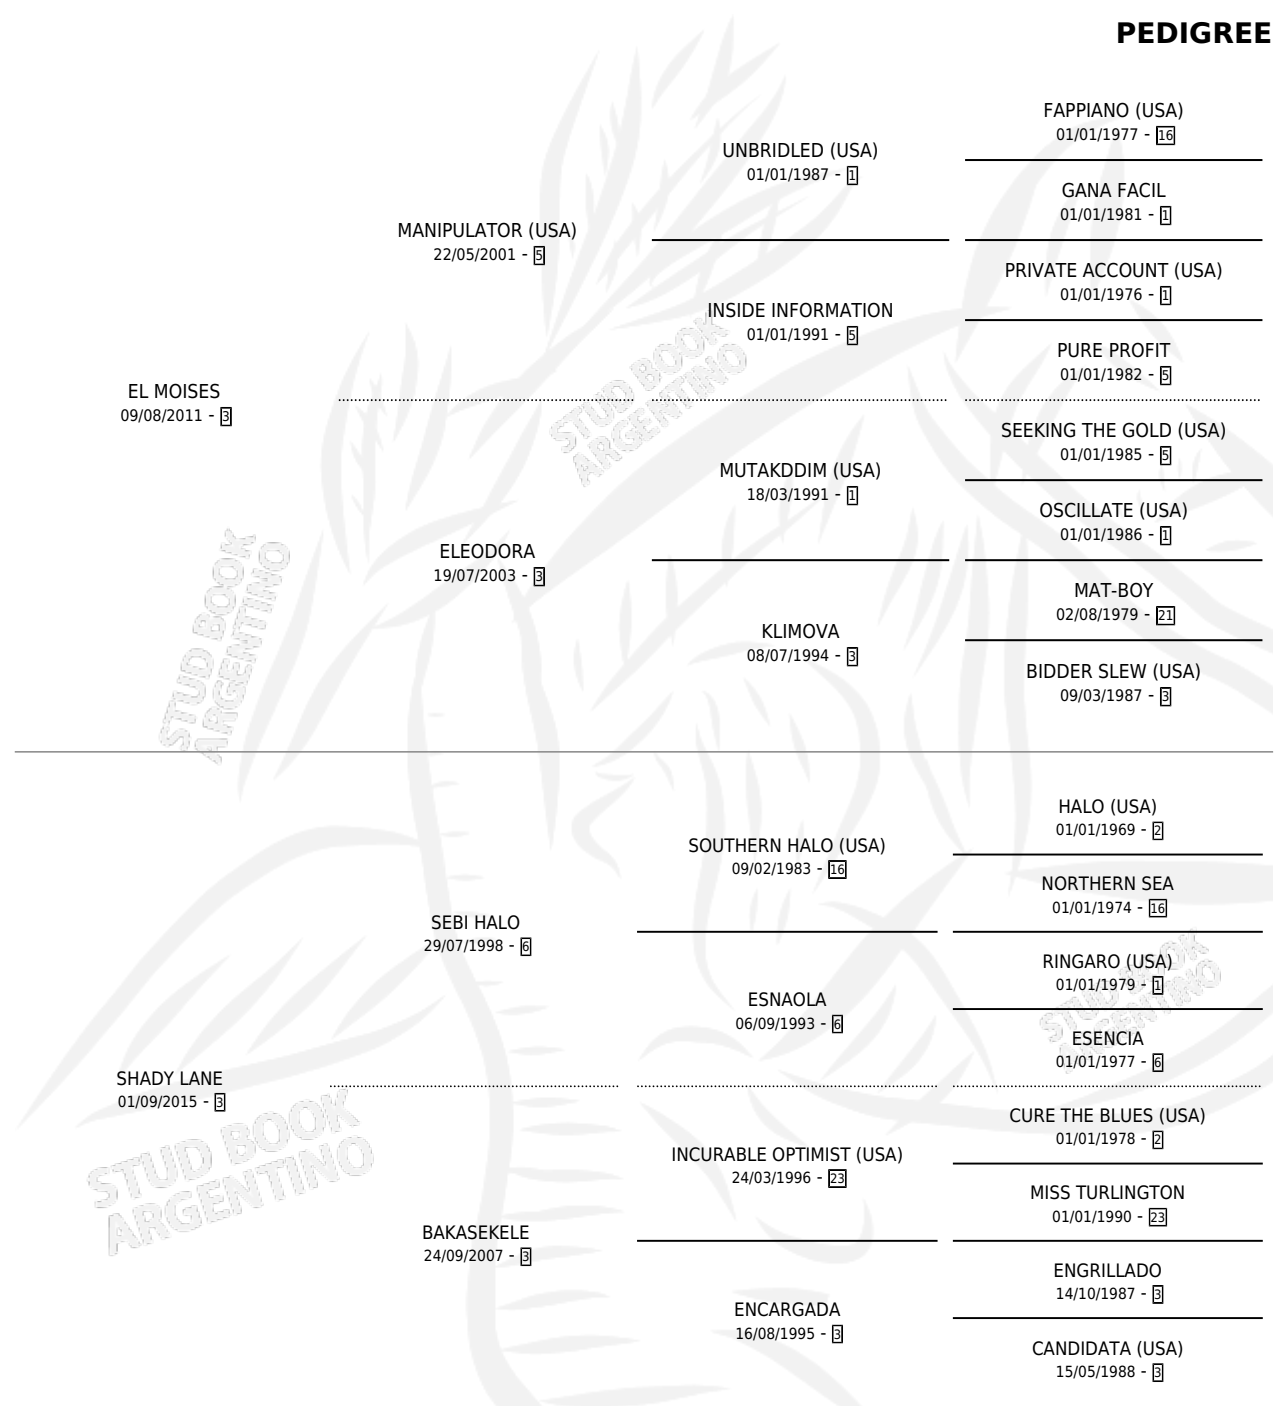 PEDIGREE
FAPPIANO (USA)
01/01/1977 - 16
UNBRIDLED (USA)
01/01/1987 - 1
GANA FACIL
01/01/1981 - 1
MANIPULATOR (USA)
22/05/2001 - 5
PRIVATE ACCOUNT (USA)
01/01/1976 - 1
INSIDE INFORMATION
01/01/1991 - 5
PURE PROFIT
01/01/1982 - 5
EL MOISES
09/08/2011 - 3
STUD BOOK
ARGENTINO
SEEKING THE GOLD (USA)
01/01/1985 - 5
MUTAKDDIM (USA)
18/03/1991 - 1
OSCILLATE (USA)
01/01/1986 - 1
ELEODORA
19/07/2003 - 3
MAT-BOY
02/08/1979 - 21
KLIMOVA
08/07/1994 - 3
BIDDER SLEW (USA)
09/03/1987 - 3
STUD BOOK
ARGENTINO
HALO (USA)
01/01/1969 - 2
SOUTHERN HALO (USA)
09/02/1983 - 16
NORTHERN SEA
01/01/1974 - 16
SEBI HALO
29/07/1998 - 6
RINGARO (USA)
01/01/1979 - 1
ESNAOLA
06/09/1993 - 6
STUD BOOK
ARGENTINO
ESENCIA
01/01/1977 - 6
SHADY LANE
01/09/2015 - 3
STUD BOOK
ARGENTINO
CURE THE BLUES (USA)
01/01/1978 - 2
INCURABLE OPTIMIST (USA)
24/03/1996 - 23
MISS TURLINGTON
01/01/1990 - 23
BAKASEKELE
24/09/2007 - 3
ENGRILLADO
14/10/1987 - 3
ENCARGADA
16/08/1995 - 3
CANDIDATA (USA)
15/05/1988 - 3